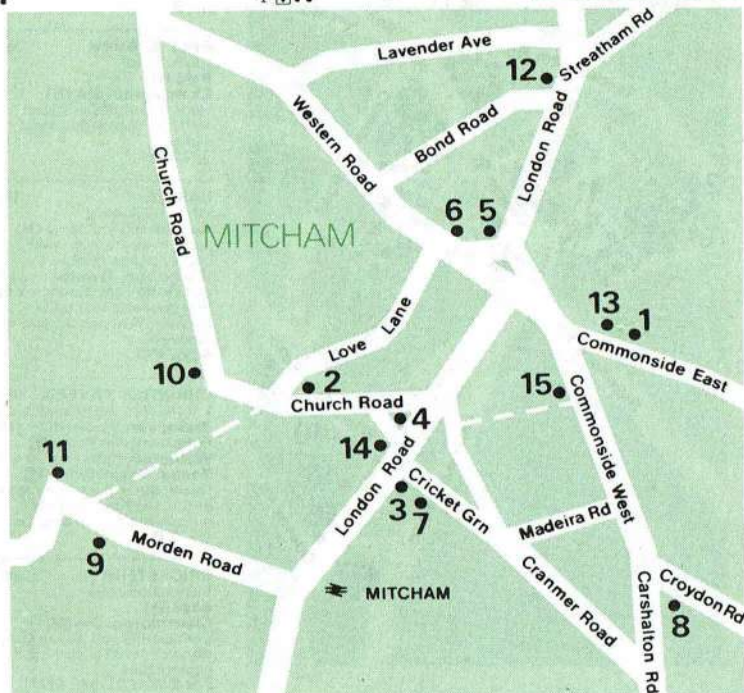 Lavender Ave
12
Streatham Rd
Western Road
Bond Road
London Road
Church Road
MITCHAM
6
5
13
1
Love Lane
Commonside East
10
2
15
Church Road
4
Commonside West
11
14
London Road
3
7
Cricket Grn
Madeira Rd
9
Morden Road
Cranmer Road
Croydon Rd
MITCHAM
8
Carshalton Rd